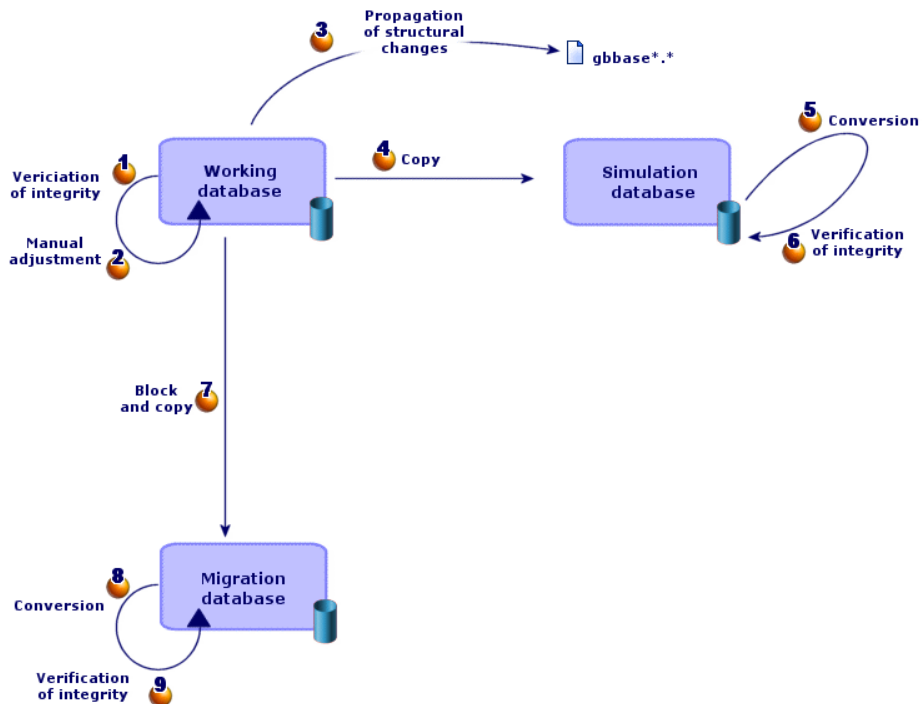 3
Propagation
of structural
changes
gbbase*.*
1
Vericiation
of integrity
Working
database
4
Copy
Simulation
database
5
Conversion
Manual
adjustment
2
6
Verification
of integrity
Block
and copy
7
8
Conversion
Migration
database
Verification
of integrity
9